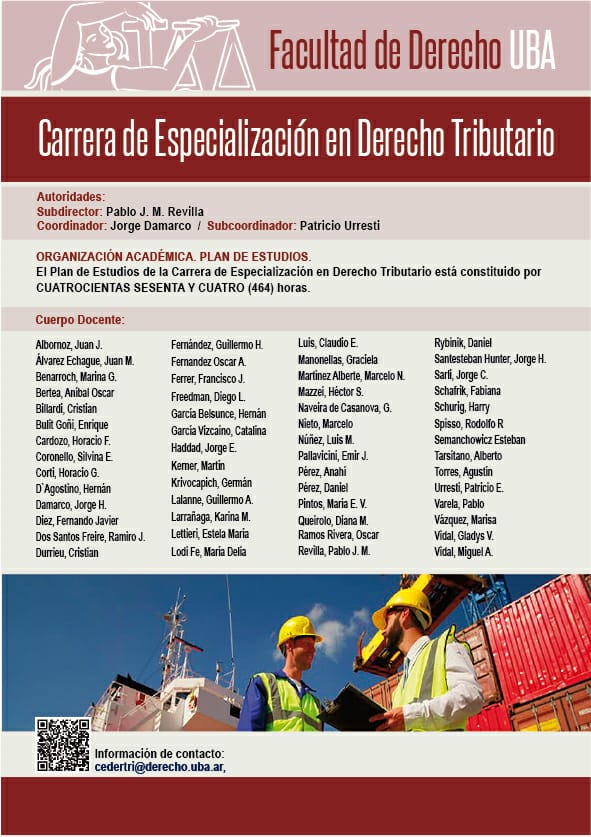 Facultad de Derecho UBA
Carrera de Especialización en Derecho Tributario
Autoridades:
Subdirector: Pablo J. M. Revilla
Coordinador: Jorge Damarco / Subcoordinador: Patricio Urresti
ORGANIZACIÓN ACADÉMICA. PLAN DE ESTUDIOS.
El Plan de Estudios de la Carrera de Especialización en Derecho Tributario está constituido por
CUATROCIENTAS SESENTA Y CUATRO (464) horas.
Cuerpo Docente:
Albornoz, Juan J.
Álvarez Echague, Juan M.
Benarroch, Marina G.
Bertea, Anibal Oscar
Billardi, Cristian
Bulit Goñi, Enrique
Cardozo, Horacio F.
Coronello, Silvina E.
Corti, Horacio G.
D`Agostino, Hernán
Damarco, Jorge H.
Diez, Fernando Javier
Dos Santos Freire, Ramiro J.
Durrieu, Cristian
Fernández, Guillermo H.
Fernandez Oscar A.
Ferrer, Francisco J.
Freedman, Diego L.
García Belsunce, Hernán
García Vizcaino, Catalina
Haddad, Jorge E.
Kerner, Martín
Krivocapich, Germán
Lalanne, Guillermo A.
Larrañaga, Karina M.
Lettieri, Estela María
Lodi Fe, María Delia
Luis, Claudio E.
Manonellas, Graciela
Martínez Alberte, Marcelo N.
Mazzei, Héctor S.
Naveira de Casanova, G.
Nieto, Marcelo
Núñez, Luis M.
Pallavicini, Emir J.
Pérez, Anahí
Pérez, Daniel
Pintos, María E. V.
Queirolo, Diana M.
Ramos Rivera, Oscar
Revilla, Pablo J. M.
Rybinik, Daniel
Santesteban Hunter, Jorge H.
Sarli, Jorge C.
Schafrik, Fabiana
Schurig, Harry
Spisso, Rodolfo R
Semanchowicz Esteban
Tarsitano, Alberto
Torres, Agustín
Urresti, Patricio E.
Varela, Pablo
Vázquez, Marisa
Vidal, Gladys V.
Vidal, Miguel A.
Información de contacto:
cedertri@derecho.uba.ar,